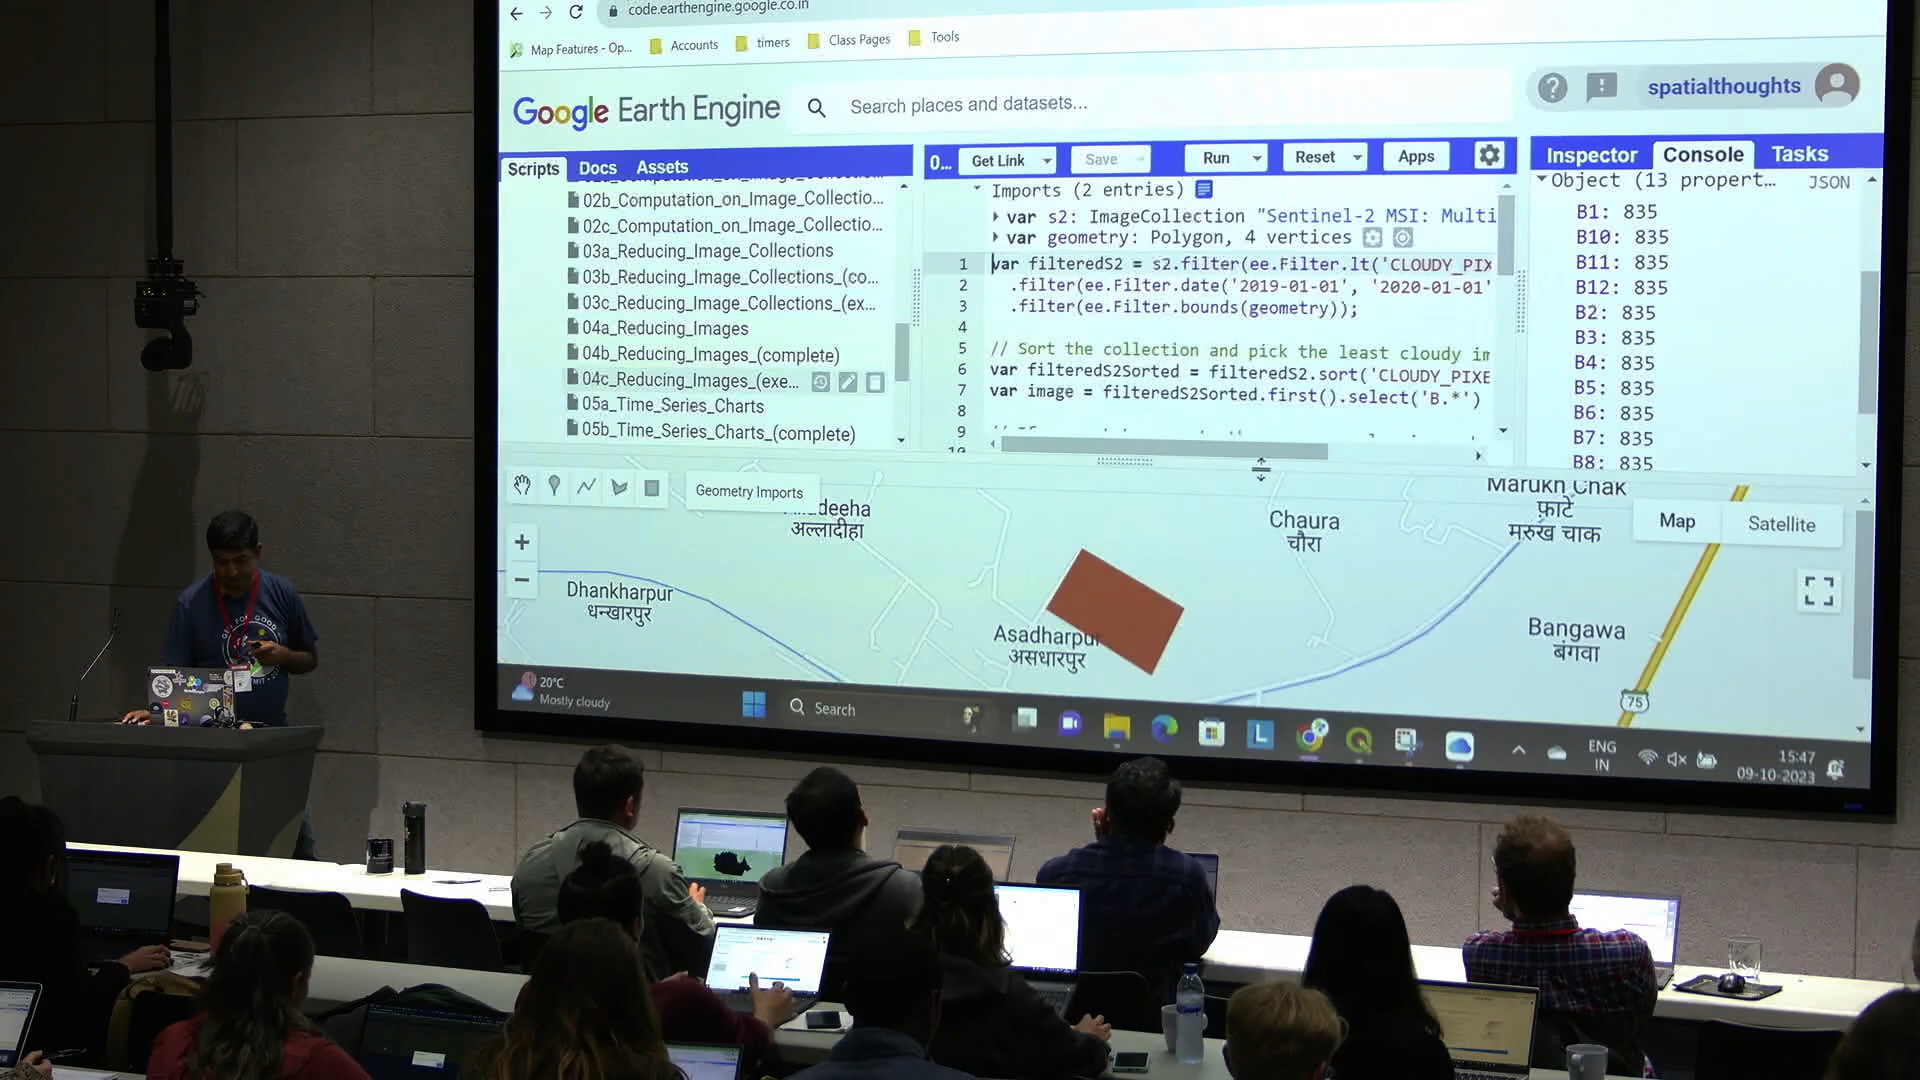 code.earthengine.google.co.in
Map Features - Op...
Accounts
timers
Class Pages
Tools
Google Earth Engine
Search places and datasets...
spatialthoughts
Scripts
Docs
Assets
0...
Get Link
Save
Run
Reset
Apps
Inspector
Console
Tasks
02b_Computation_on_Image_Collectio...
02c_Computation_on_Image_Collectio...
03a_Reducing_Image_Collections
03b_Reducing_Image_Collections_(co...
03c_Reducing_Image_Collections_(ex...
04a_Reducing_Images
04b_Reducing_Images_(complete)
04c_Reducing_Images_(exe...
05a_Time_Series_Charts
05b_Time_Series_Charts_(complete)
Imports (2 entries)
var s2: ImageCollection "Sentinel-2 MSI: Multi
var geometry: Polygon, 4 vertices
1 var filteredS2 = s2.filter(ee.Filter.lt('CLOUDY_PIX
2 .filter(ee.Filter.date('2019-01-01', '2020-01-01'
3 .filter(ee.Filter.bounds(geometry));
4
5 // Sort the collection and pick the least cloudy im
6 var filteredS2Sorted = filteredS2.sort('CLOUDY_PIXE
7 var image = filteredS2Sorted.first().select('B.*')
8
9
Object (13 propert...
JSON
B1: 835
B10: 835
B11: 835
B12: 835
B2: 835
B3: 835
B4: 835
B5: 835
B6: 835
B7: 835
B8: 835
Geometry Imports
अल्लादीहा
Dhankharpur
धन्खारपुर
Asadharpur
असधारपुर
Chaura
चौरा
Marukh Chak
फ़ाटे
मरुख चाक
Map
Satellite
Bangawa
बंगवा
75
20°C
Mostly cloudy
Search
ENG
IN
15:47
09-10-2023